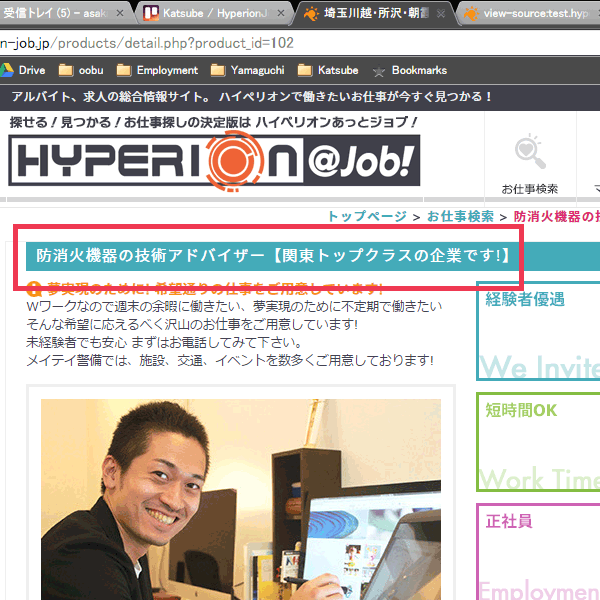 受信トレイ (5) - asak
Katsube / HyperionJ
埼玉川越・所沢・朝霞
view-source:test.hyp
n-job.jp/products/detail.php?product_id=102
Drive
oobu
Employment
Yamaguchi
Katsube
Bookmarks
アルバイト、求人の総合情報サイト。 ハイペリオンで働きたいお仕事が今すぐ見つかる！
探せる！見つかる！お仕事探しの決定版は ハイペリオンあっとジョブ！
HYPERION @Job!
お仕事検索
トップページ > お仕事検索 > 防消火機器の
防消火機器の技術アドバイザー【関東トップクラスの企業です!】
夢実現のために! 希望通りの仕事をご用意しています!
Wワークなので週末の余暇に働きたい、夢実現のために不定期で働きたい
そんな希望に応えるべく沢山のお仕事をご用意しています!
未経験者でも安心 まずはお電話してみて下さい。
メイテイ警備では、施設、交通、イベントを数多くご用意しております!
経験者優遇
We Invite
短時間OK
Work Time
正社員
Employmen